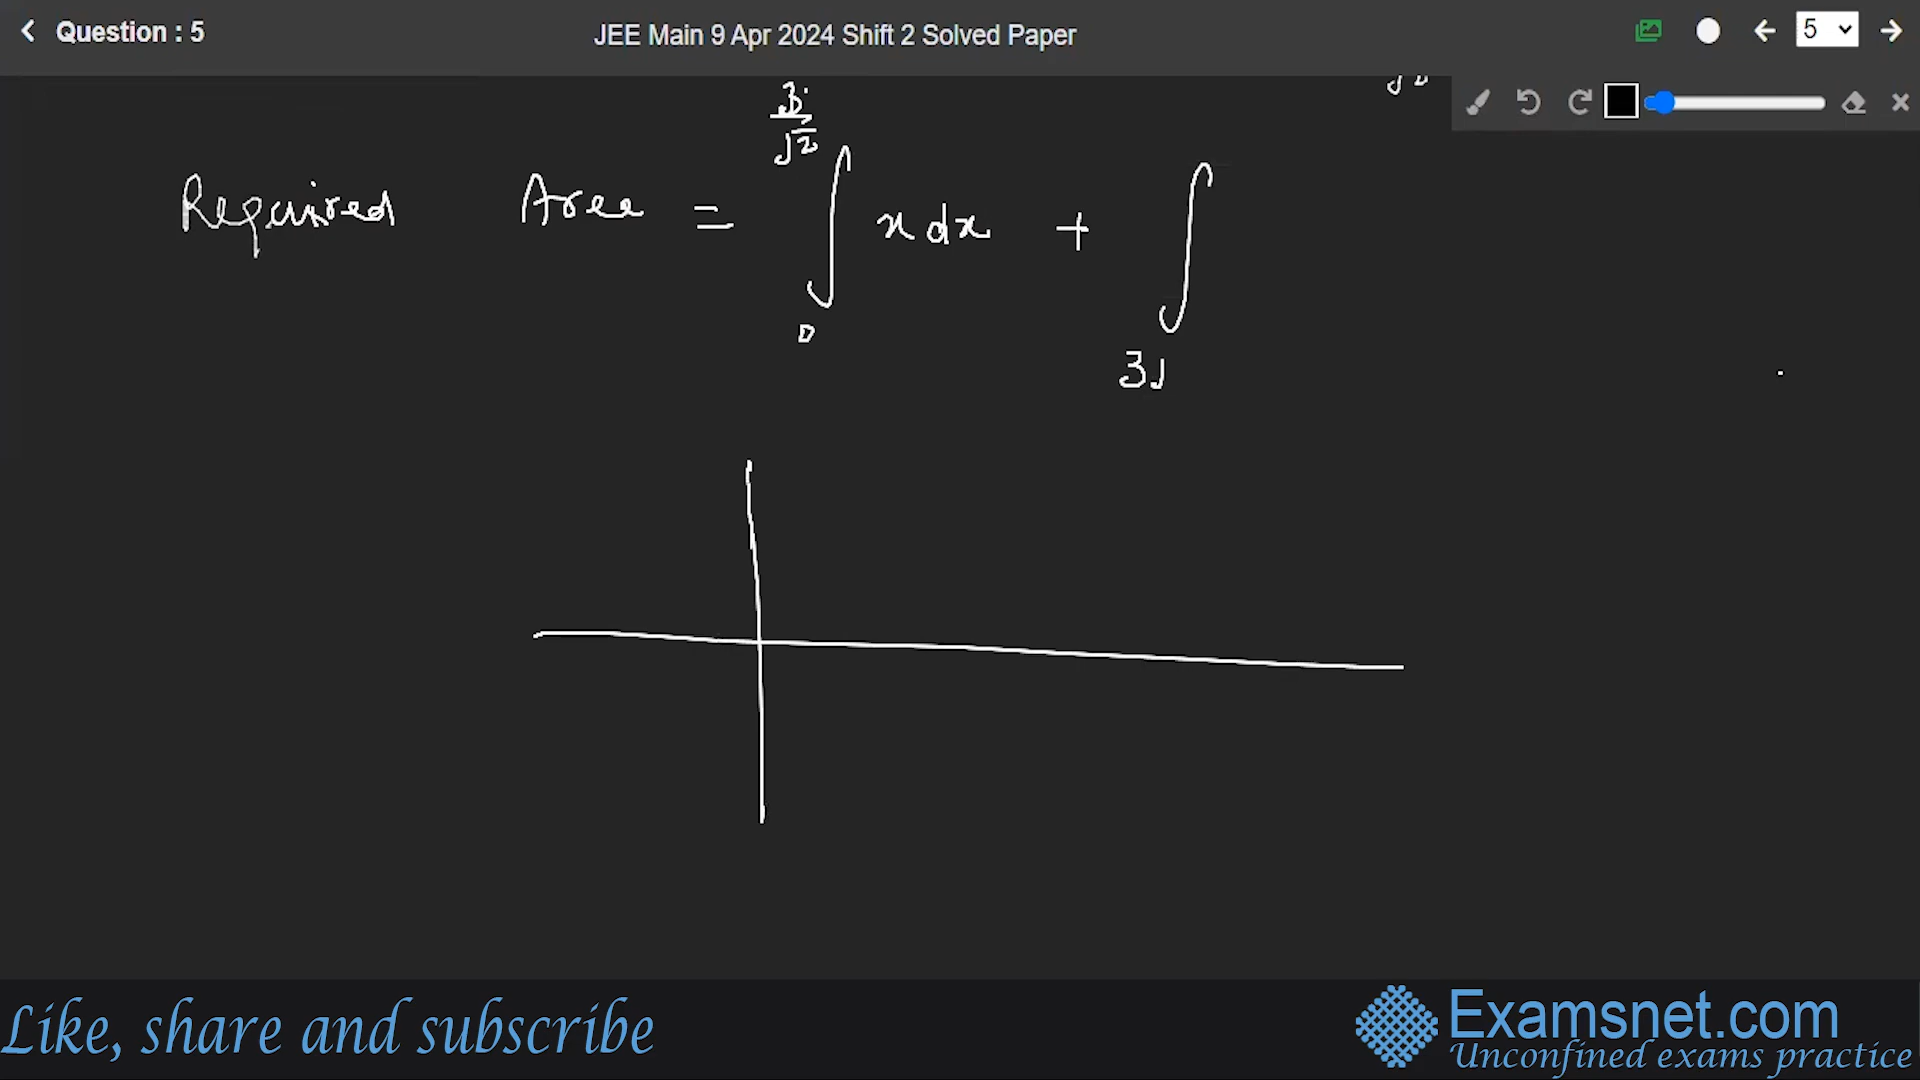 Question : 5
JEE Main 9 Apr 2024 Shift 2 Solved Paper
5
√2
3/√2
Required Area = ∫ x dx + ∫
0
3√
Like, share and subscribe
Examsnet.com
Unconfined exams practice